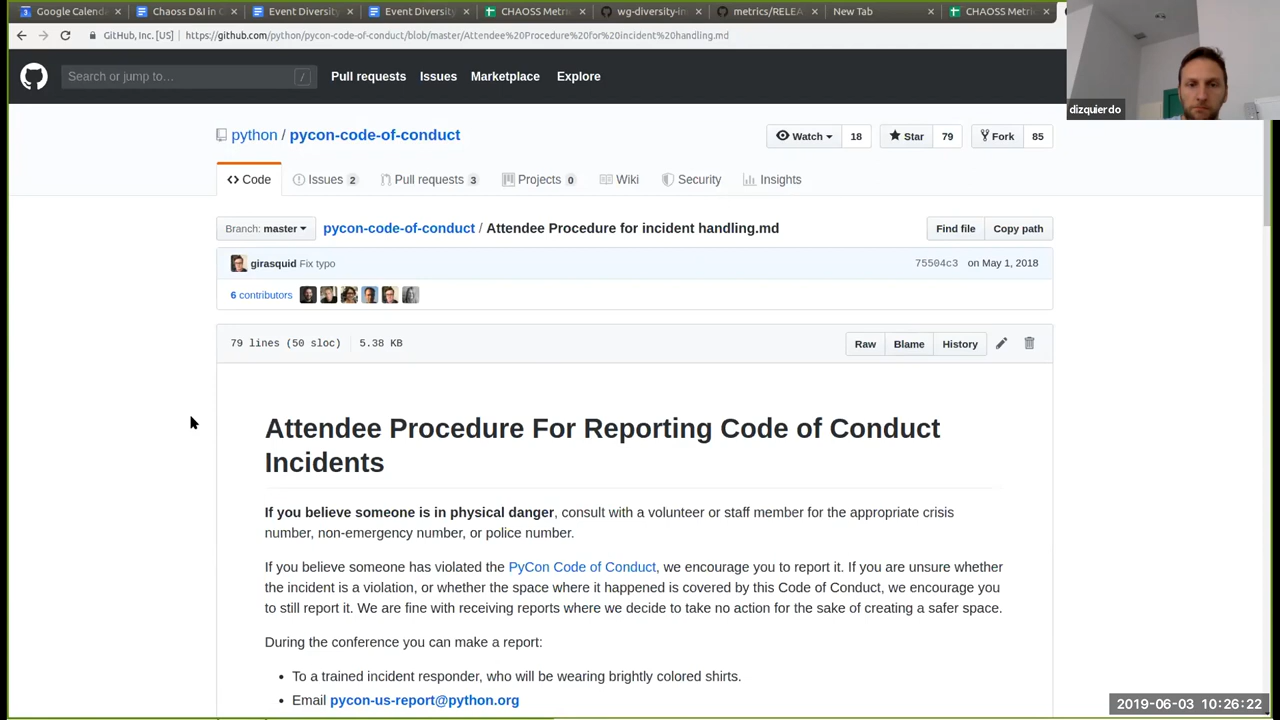 Google Calend
Chaoss D&I in C
Event Diversity
Event Diversity
CHAOSS Metri
wg-diversity-in
metrics/RELEA
New Tab
CHAOSS Metri
GitHub, Inc. [US]
https://github.com/python/pycon-code-of-conduct/blob/master/Attendee%20Procedure%20for%20incident%20handling.md
Search or jump to…
/
Pull requests
Issues
Marketplace
Explore
dizquierdo
python / pycon-code-of-conduct
Watch
18
Star
79
Fork
85
Code
Issues 2
Pull requests 3
Projects 0
Wiki
Security
Insights
Branch: master
pycon-code-of-conduct / Attendee Procedure for incident handling.md
Find file
Copy path
girasquid Fix typo
75504c3 on May 1, 2018
6 contributors
79 lines (50 sloc)
5.38 KB
Raw
Blame
History
Attendee Procedure For Reporting Code of Conduct
Incidents
If you believe someone is in physical danger, consult with a volunteer or staff member for the appropriate crisis
number, non-emergency number, or police number.
If you believe someone has violated the PyCon Code of Conduct, we encourage you to report it. If you are unsure whether
the incident is a violation, or whether the space where it happened is covered by this Code of Conduct, we encourage you
to still report it. We are fine with receiving reports where we decide to take no action for the sake of creating a safer space.
During the conference you can make a report:
• To a trained incident responder, who will be wearing brightly colored shirts.
• Email pycon-us-report@python.org
2019-06-03 10:26:22